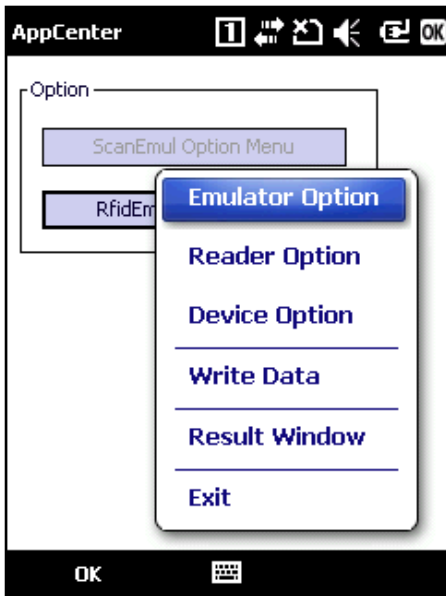 AppCenter 1 OK
Option
ScanEmul Option Menu
RfidEm
Emulator Option
Reader Option
Device Option
Write Data
Result Window
Exit
OK